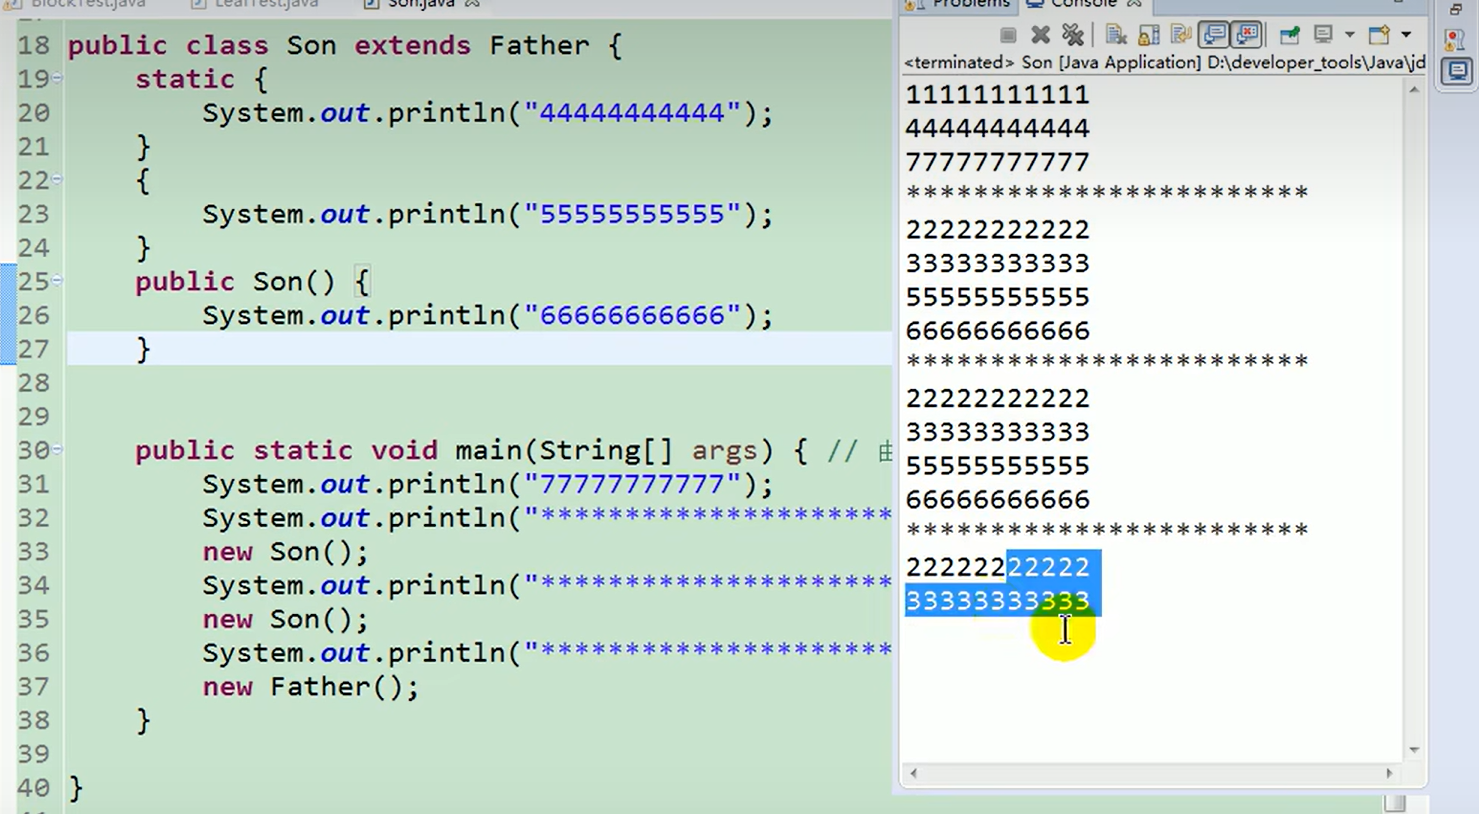 BlockTest.java LeafTest.java Son.java
18 public class Son extends Father {
19 static {
20 System.out.println("44444444444");
21 }
22 {
23 System.out.println("55555555555");
24 }
25 public Son() {
26 System.out.println("66666666666");
27 }
28
29
30 public static void main(String[] args) { // 由
31 System.out.println("77777777777");
32 System.out.println("*********************
33 new Son();
34 System.out.println("*********************
35 new Son();
36 System.out.println("*********************
37 new Father();
38 }
39
40 }
Problems Console
<terminated> Son [Java Application] D:\developer_tools\Java\jd
11111111111
44444444444
77777777777
************************
22222222222
33333333333
55555555555
66666666666
************************
22222222222
33333333333
55555555555
66666666666
************************
22222222222
33333333333